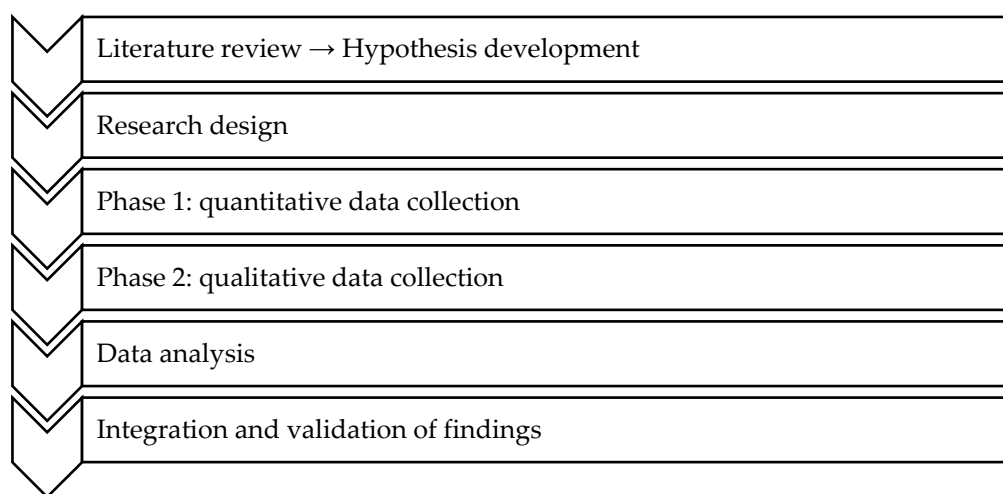 Literature review → Hypothesis development
Research design
Phase 1: quantitative data collection
Phase 2: qualitative data collection
Data analysis
Integration and validation of findings